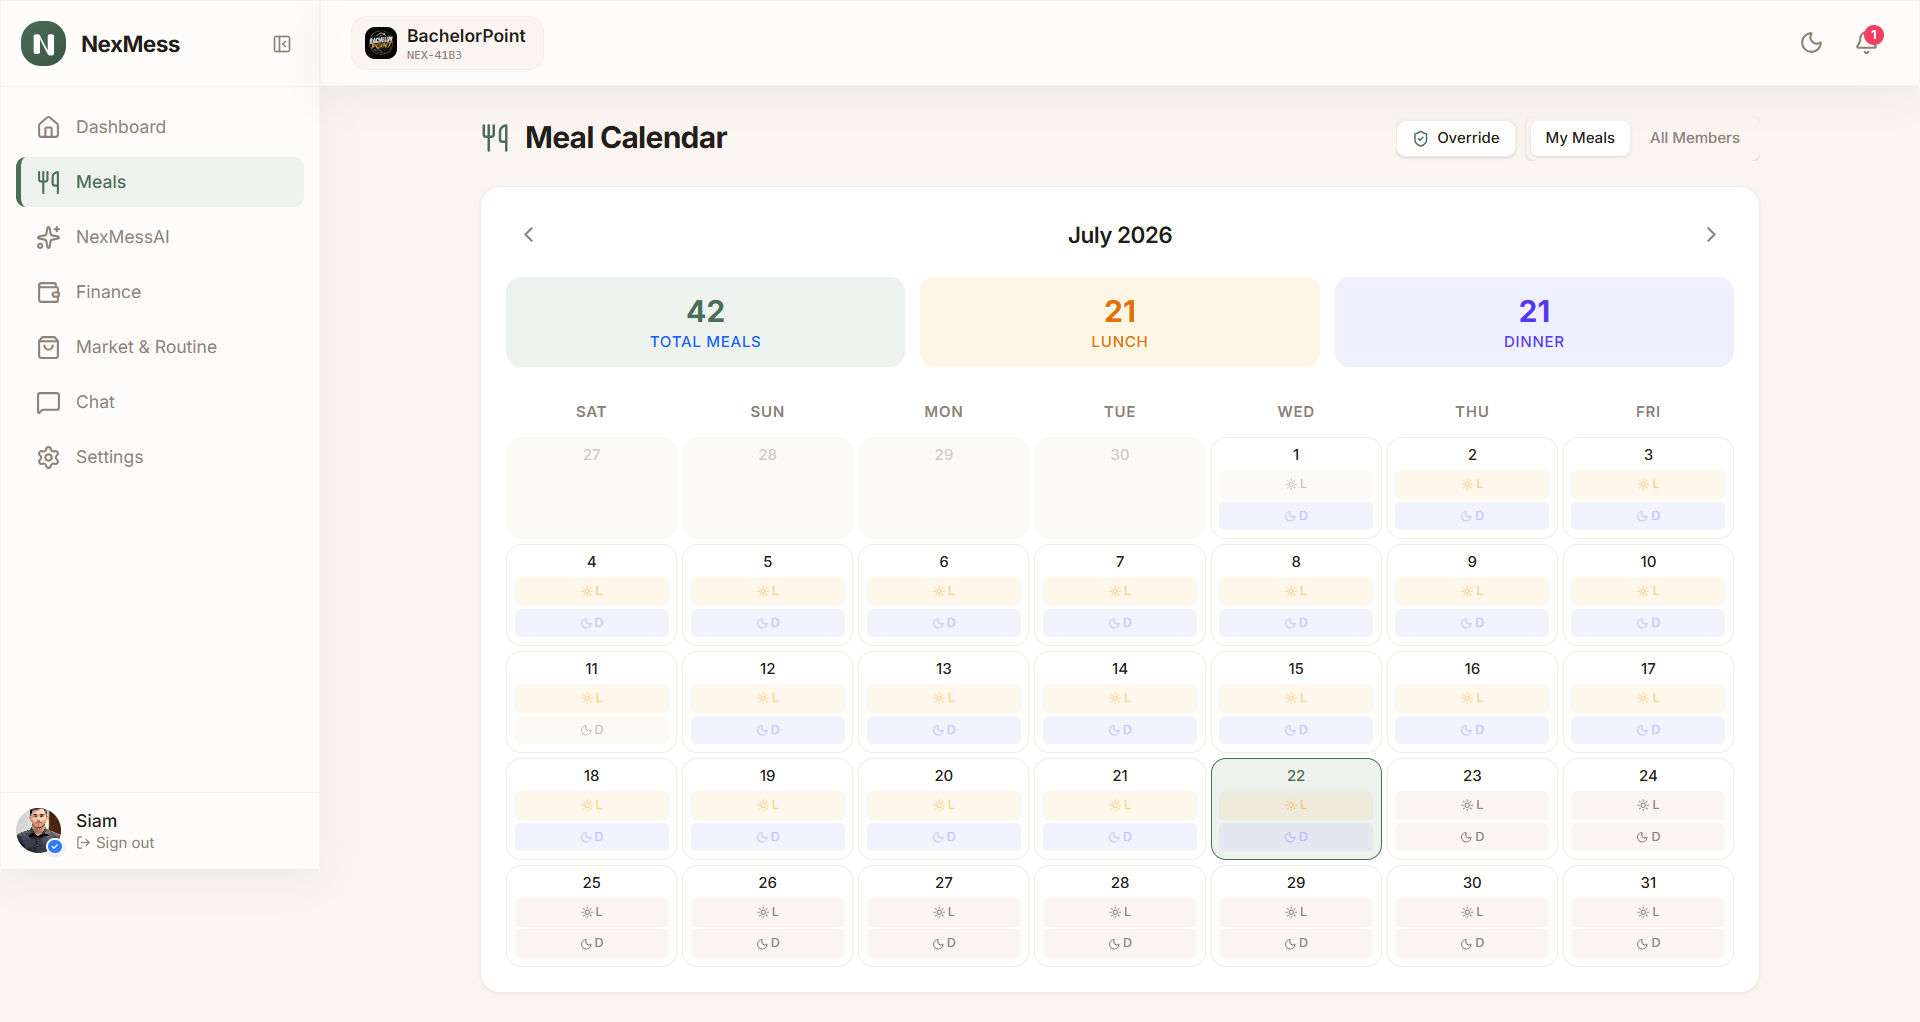 N NexMess
BACHELOR POINT BachelorPoint
NEX-41B3
1
Dashboard
Meals
NexMessAI
Finance
Market & Routine
Chat
Settings
Siam
Sign out
Meal Calendar
Override My Meals All Members
July 2026
42 21 21
TOTAL MEALS LUNCH DINNER
SAT SUN MON TUE WED THU FRI
27 28 29 30 1 2 3
L L L
D D D
4 5 6 7 8 9 10
L L L L L L L
D D D D D D D
11 12 13 14 15 16 17
L L L L L L L
D D D D D D D
18 19 20 21 22 23 24
L L L L L L L
D D D D D D D
25 26 27 28 29 30 31
L L L L L L L
D D D D D D D